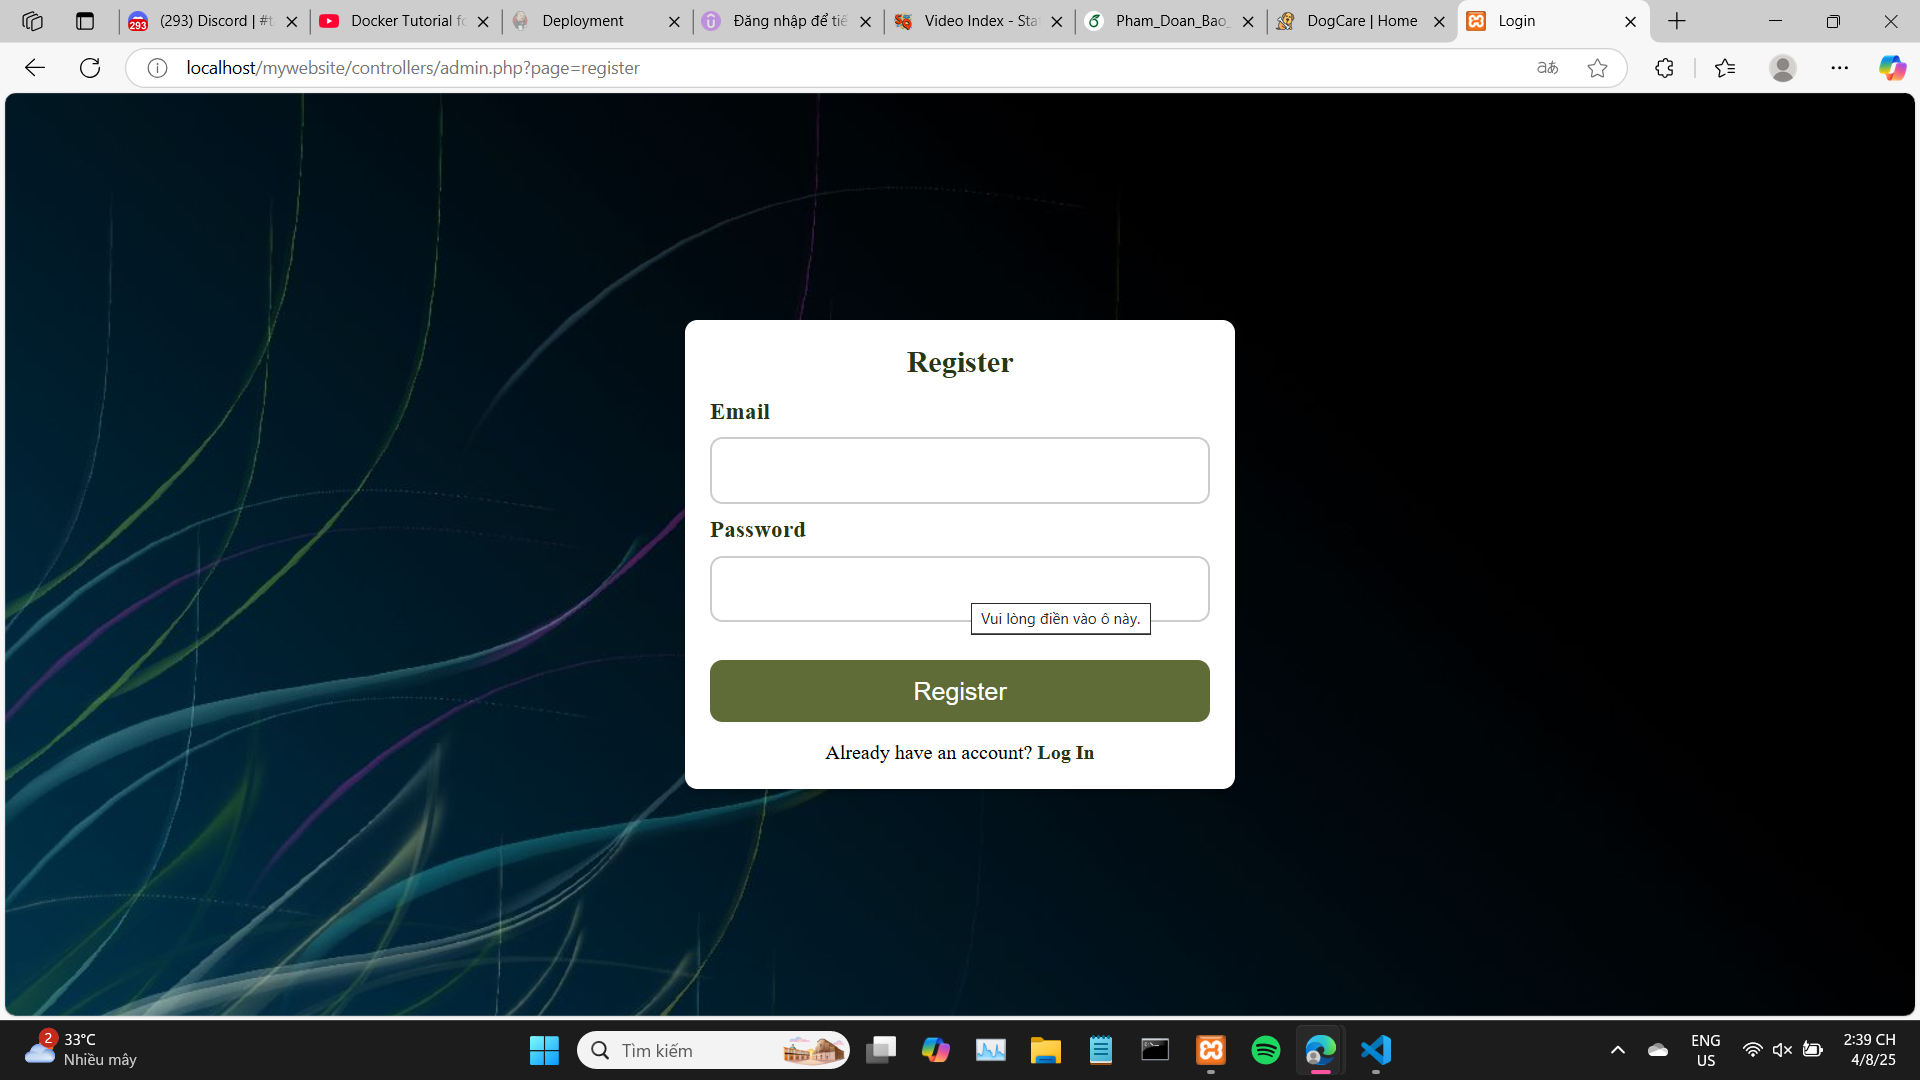 (293) Discord | #t
Docker Tutorial fo
Deployment
Đăng nhập để tiế
Video Index - Sta
Pham_Doan_Bao_
DogCare | Home
Login
localhost/mywebsite/controllers/admin.php?page=register
Register
Email
Password
Vui lòng điền vào ô này.
Register
Already have an account? Log In
2
33°C
Nhiều mây
Tìm kiếm
ENG
US
2:39 CH
4/8/25